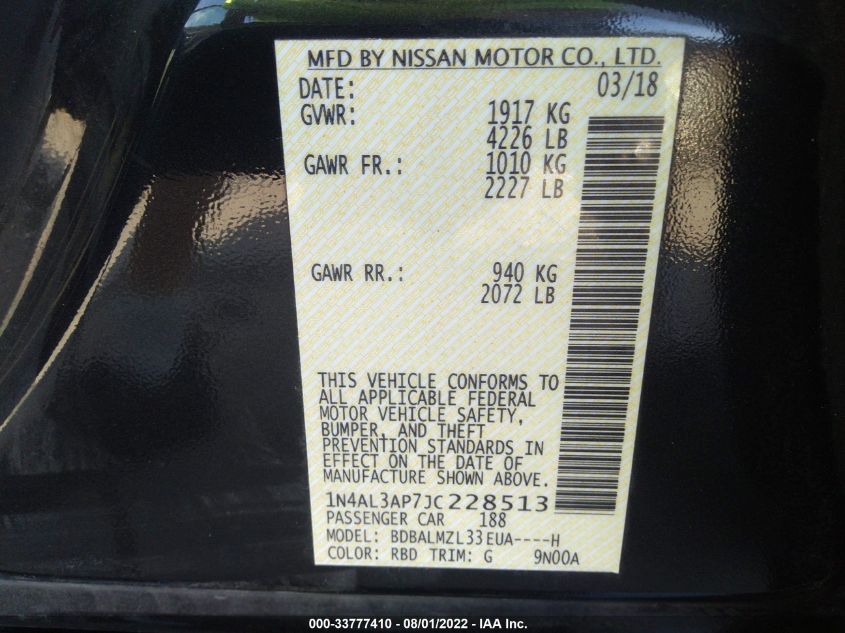 MFD BY NISSAN MOTOR CO., LTD.
DATE: 03/18
GVWR: 1917 KG
4226 LB
GAWR FR.: 1010 KG
2227 LB
GAWR RR.: 940 KG
2072 LB
THIS VEHICLE CONFORMS TO
ALL APPLICABLE FEDERAL
MOTOR VEHICLE SAFETY,
BUMPER, AND THEFT
PREVENTION STANDARDS IN
EFFECT ON THE DATE OF
MANUFACTURE SHOWN ABOVE.
1N4AL3AP7JC228513
PASSENGER CAR 188
MODEL: BDBALMZL33EUA----H
COLOR: RBD TRIM: G 9N00A
000-33777410 - 08/01/2022 - IAA Inc.